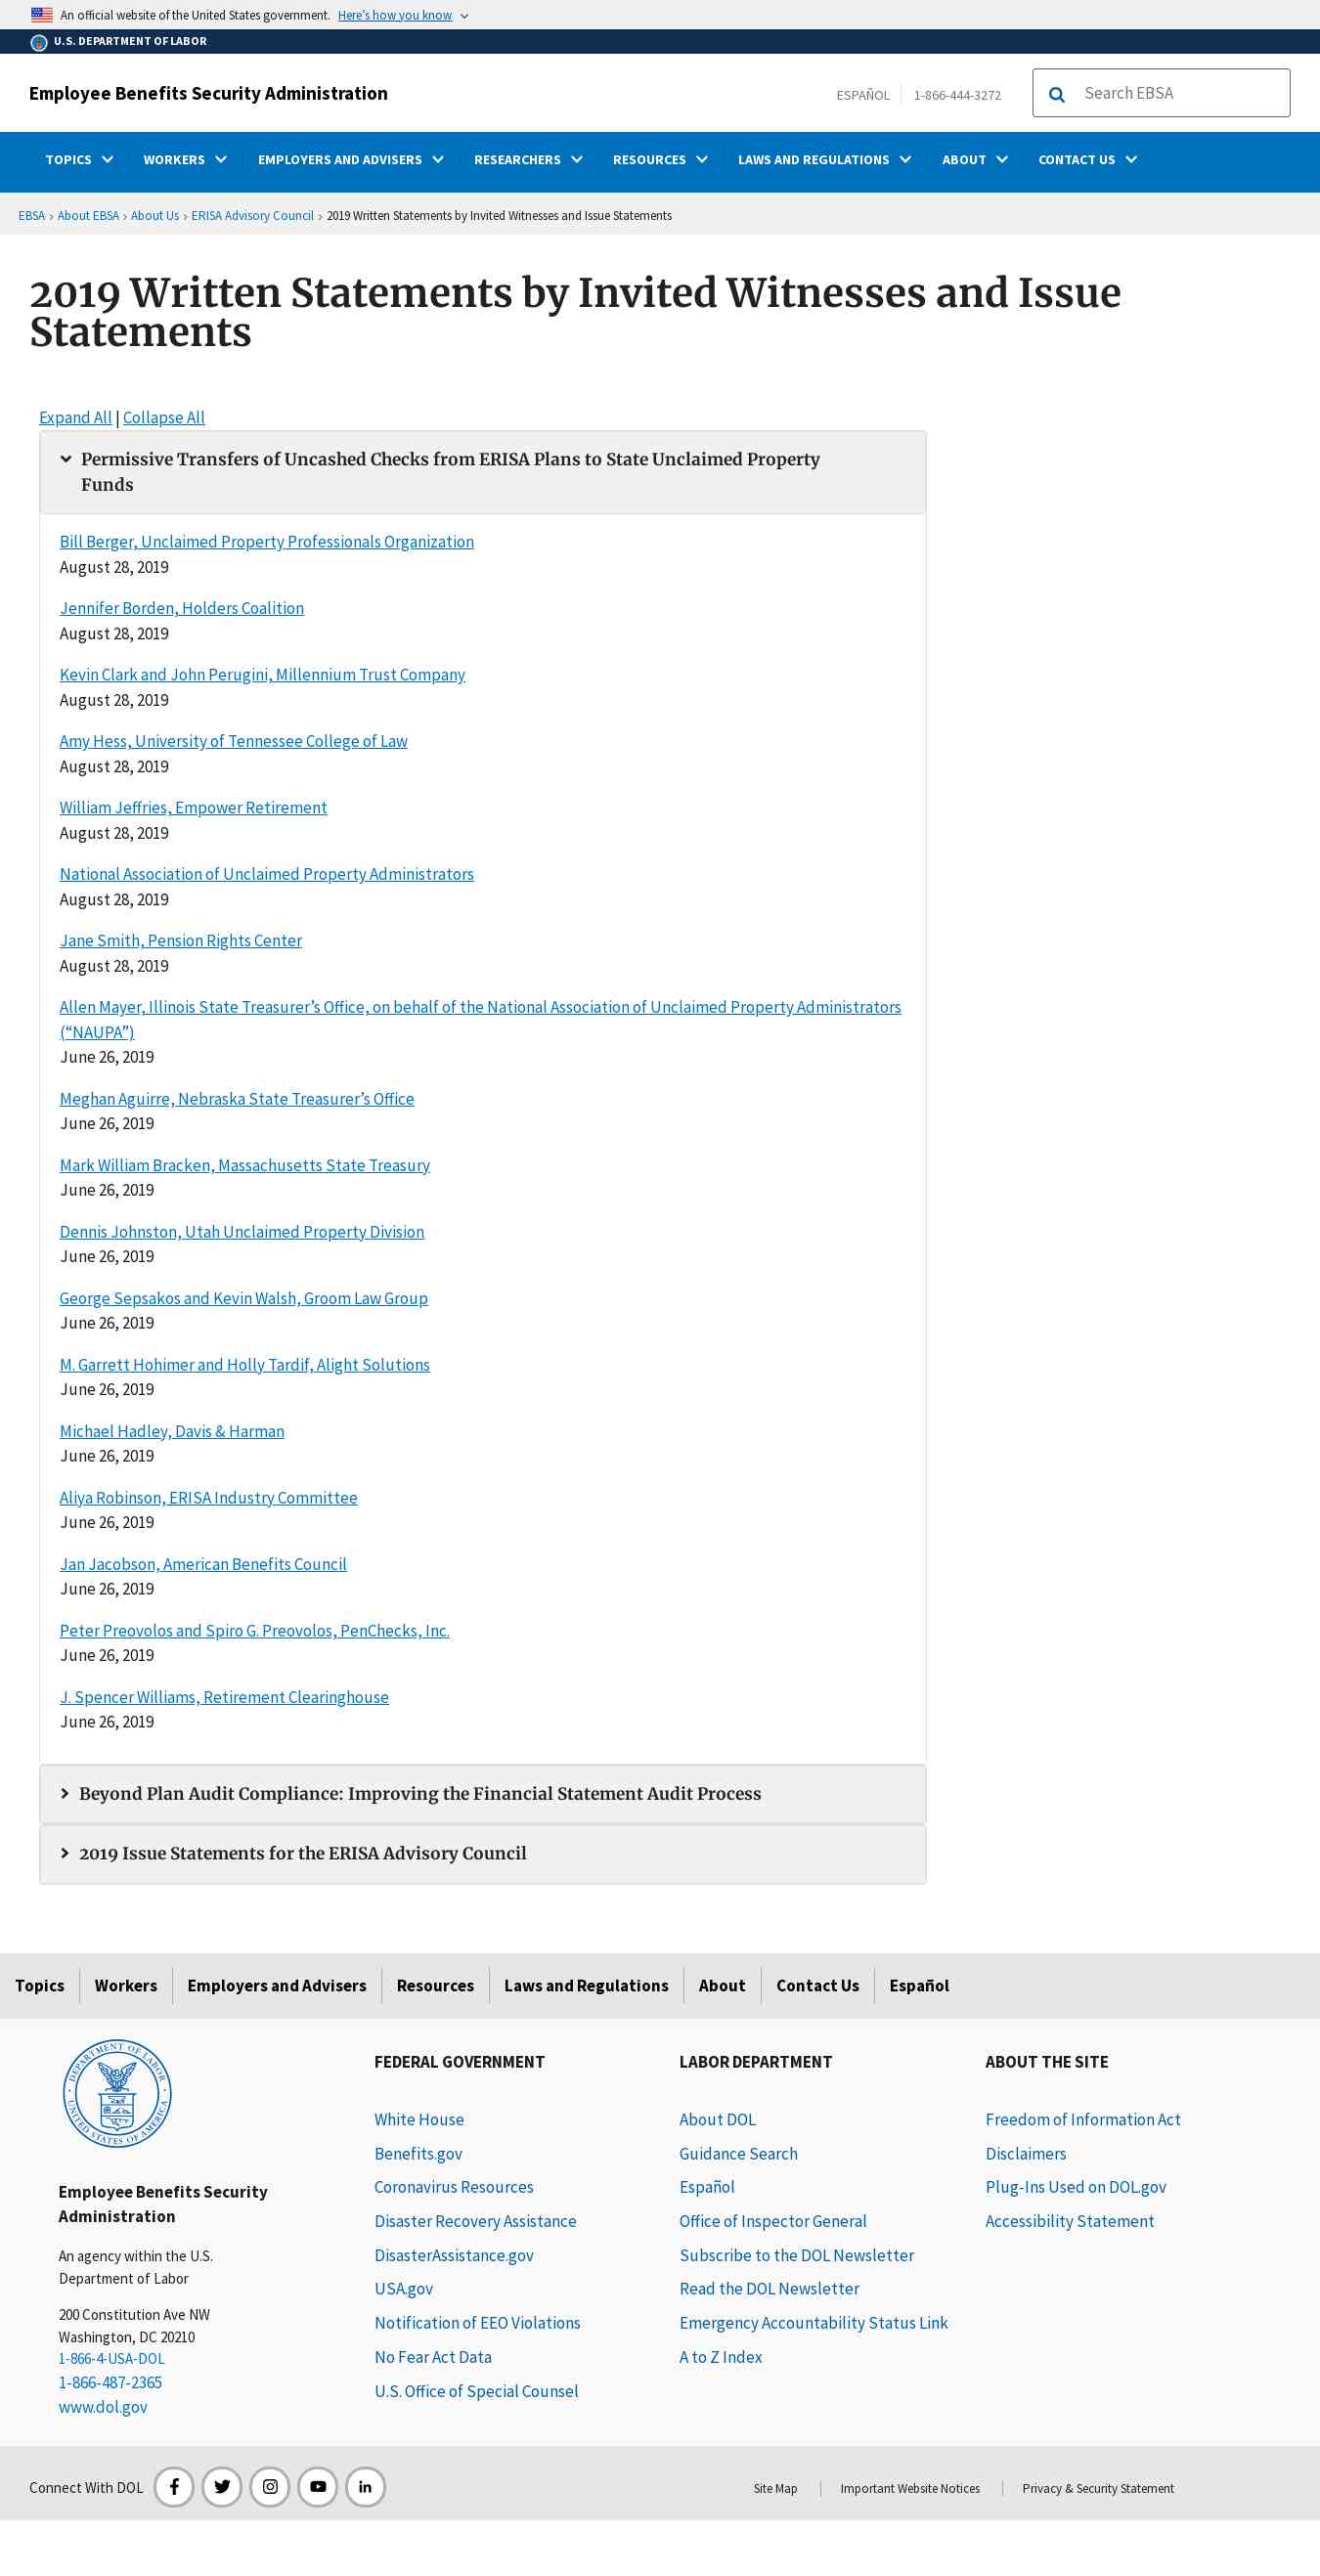 An official website of the United States government. Here's how you know
U.S. DEPARTMENT OF LABOR
Employee Benefits Security Administration
ESPAÑOL
1-866-444-3272
Search EBSA
TOPICS WORKERS EMPLOYERS AND ADVISERS RESEARCHERS RESOURCES LAWS AND REGULATIONS ABOUT CONTACT US
EBSA › About EBSA › About Us › ERISA Advisory Council › 2019 Written Statements by Invited Witnesses and Issue Statements
2019 Written Statements by Invited Witnesses and Issue
Statements
Expand All | Collapse All
Permissive Transfers of Uncashed Checks from ERISA Plans to State Unclaimed Property
Funds
Bill Berger, Unclaimed Property Professionals Organization
August 28, 2019
Jennifer Borden, Holders Coalition
August 28, 2019
Kevin Clark and John Perugini, Millennium Trust Company
August 28, 2019
Amy Hess, University of Tennessee College of Law
August 28, 2019
William Jeffries, Empower Retirement
August 28, 2019
National Association of Unclaimed Property Administrators
August 28, 2019
Jane Smith, Pension Rights Center
August 28, 2019
Allen Mayer, Illinois State Treasurer’s Office, on behalf of the National Association of Unclaimed Property Administrators
(“NAUPA”)
June 26, 2019
Meghan Aguirre, Nebraska State Treasurer’s Office
June 26, 2019
Mark William Bracken, Massachusetts State Treasury
June 26, 2019
Dennis Johnston, Utah Unclaimed Property Division
June 26, 2019
George Sepsakos and Kevin Walsh, Groom Law Group
June 26, 2019
M. Garrett Hohimer and Holly Tardif, Alight Solutions
June 26, 2019
Michael Hadley, Davis & Harman
June 26, 2019
Aliya Robinson, ERISA Industry Committee
June 26, 2019
Jan Jacobson, American Benefits Council
June 26, 2019
Peter Preovolos and Spiro G. Preovolos, PenChecks, Inc.
June 26, 2019
J. Spencer Williams, Retirement Clearinghouse
June 26, 2019
Beyond Plan Audit Compliance: Improving the Financial Statement Audit Process
2019 Issue Statements for the ERISA Advisory Council
Topics Workers Employers and Advisers Resources Laws and Regulations About Contact Us Español
DEPARTMENT OF LABOR
UNITED STATES OF AMERICA
Employee Benefits Security
Administration
An agency within the U.S.
Department of Labor
200 Constitution Ave NW
Washington, DC 20210
1-866-4-USA-DOL
1-866-487-2365
www.dol.gov
FEDERAL GOVERNMENT
White House
Benefits.gov
Coronavirus Resources
Disaster Recovery Assistance
DisasterAssistance.gov
USA.gov
Notification of EEO Violations
No Fear Act Data
U.S. Office of Special Counsel
LABOR DEPARTMENT
About DOL
Guidance Search
Español
Office of Inspector General
Subscribe to the DOL Newsletter
Read the DOL Newsletter
Emergency Accountability Status Link
A to Z Index
ABOUT THE SITE
Freedom of Information Act
Disclaimers
Plug-Ins Used on DOL.gov
Accessibility Statement
Connect With DOL
Site Map
Important Website Notices
Privacy & Security Statement